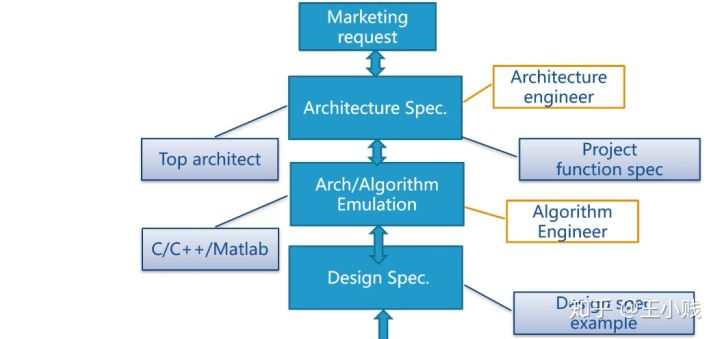 Marketing
request
Architecture Spec.
Architecture
engineer
Top architect
Project
function spec
Arch/Algorithm
Emulation
Algorithm
Engineer
C/C++/Matlab
Design Spec.
Design spec
example
知乎 @王小贱